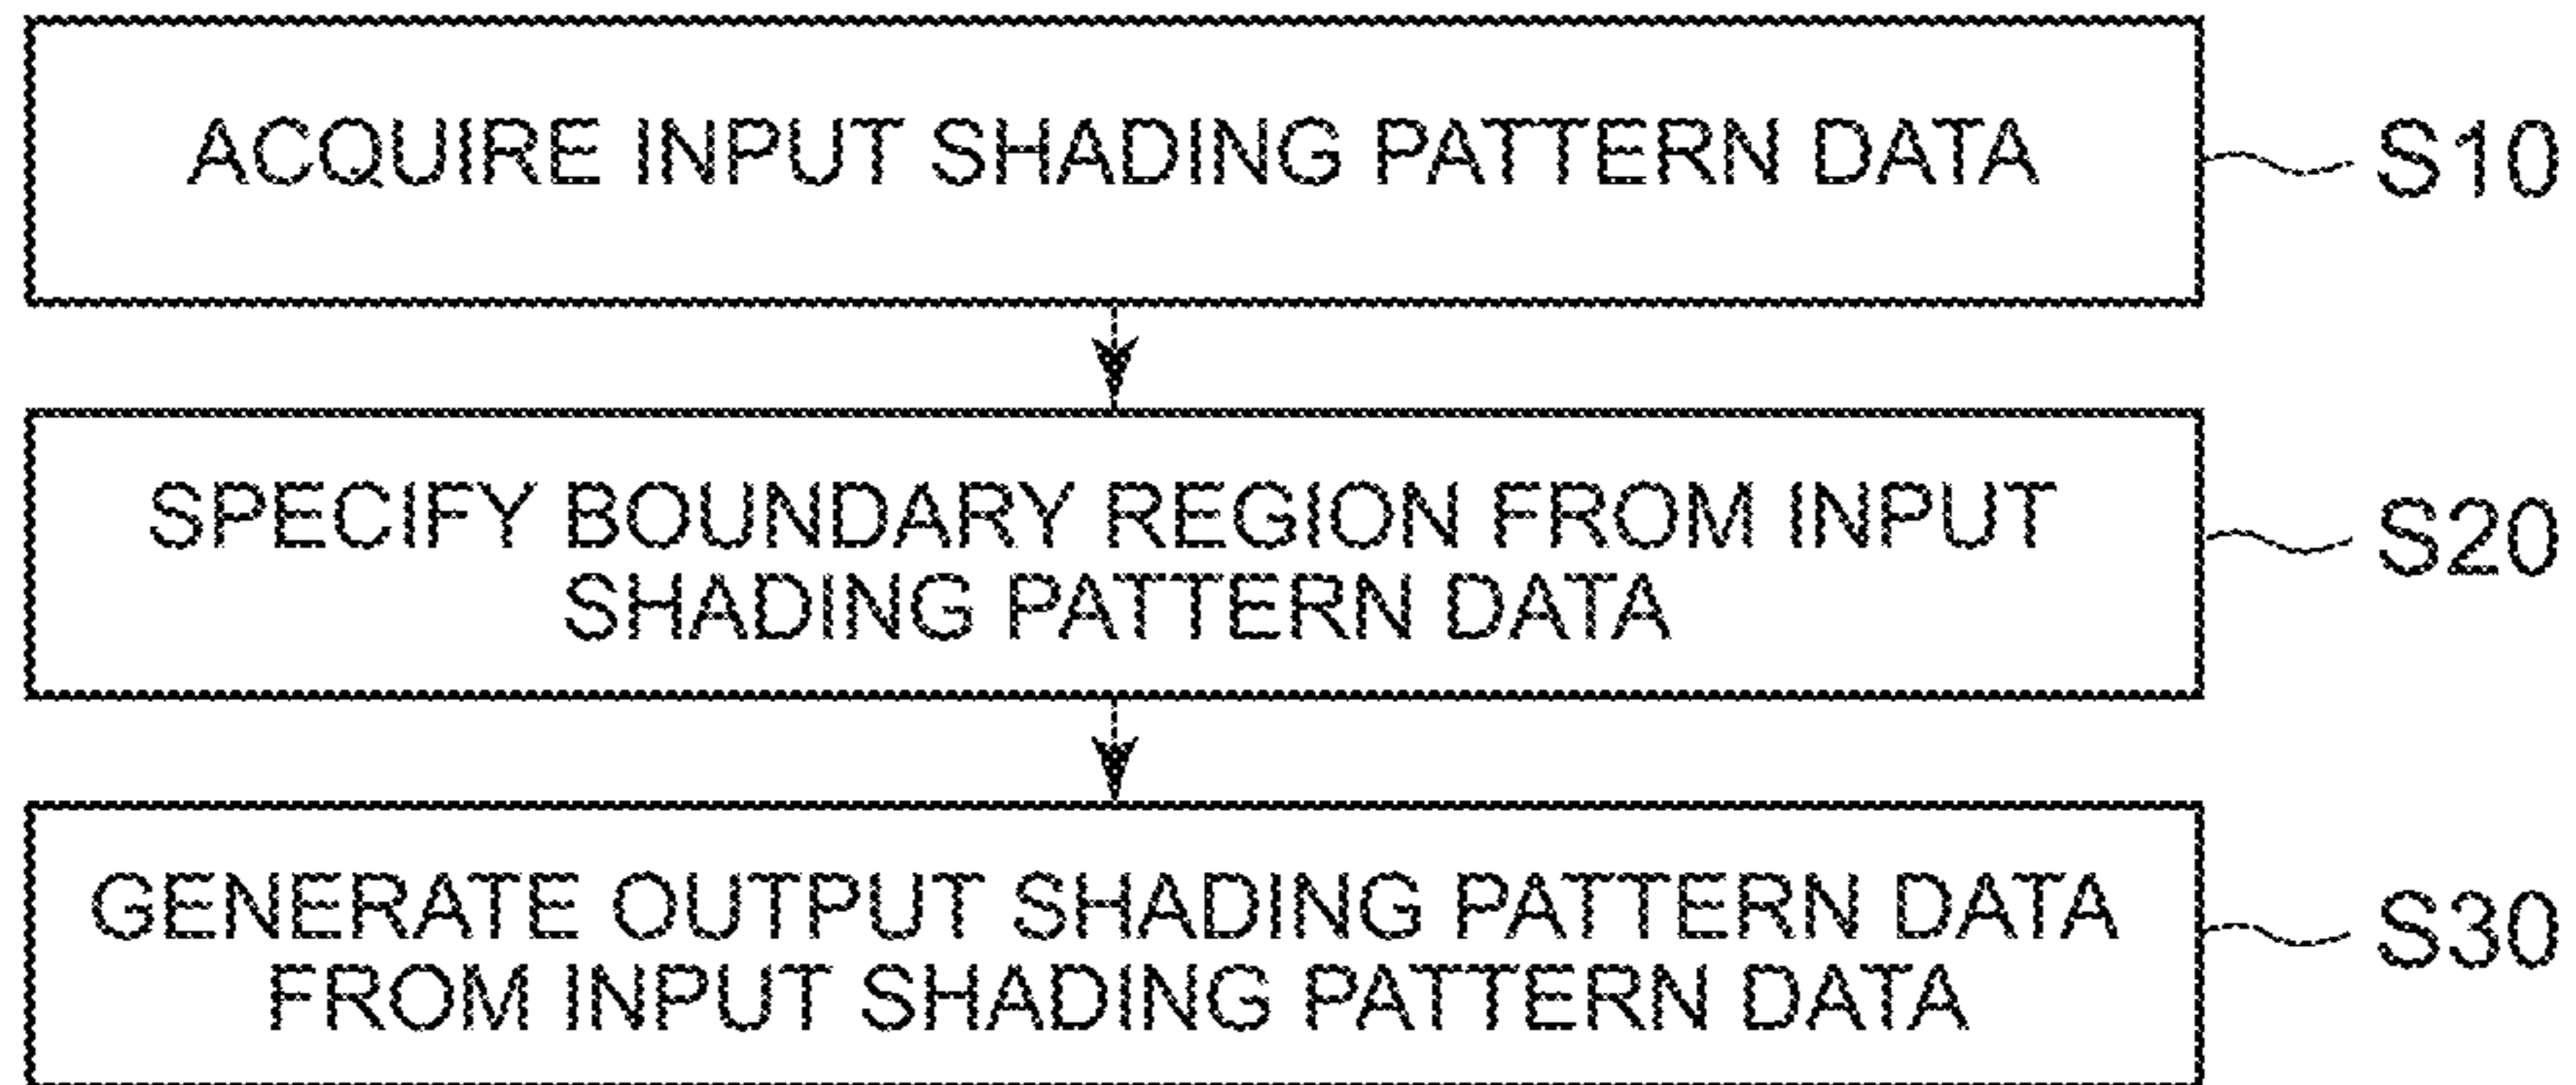 ACQUIRE INPUT SHADING PATTERN DATA
S10
SPECIFY BOUNDARY REGION FROM INPUT
SHADING PATTERN DATA
S20
GENERATE OUTPUT SHADING PATTERN DATA
FROM INPUT SHADING PATTERN DATA
S30